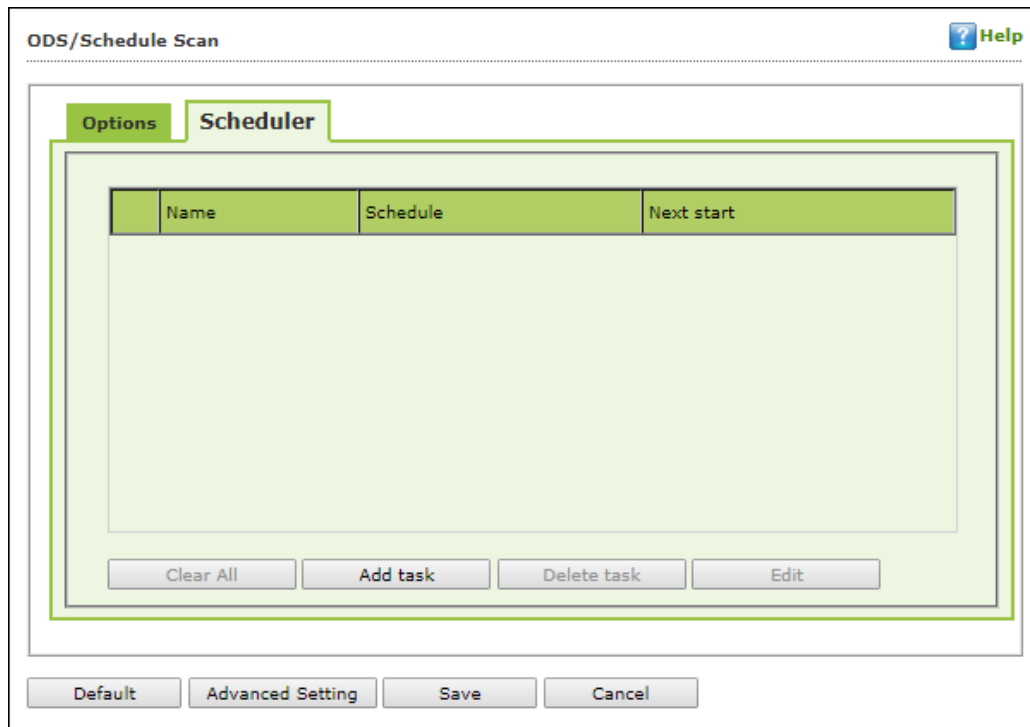 ODS/Schedule Scan
? Help
Options Scheduler
Name Schedule Next start
Clear All Add task Delete task Edit
Default Advanced Setting Save Cancel